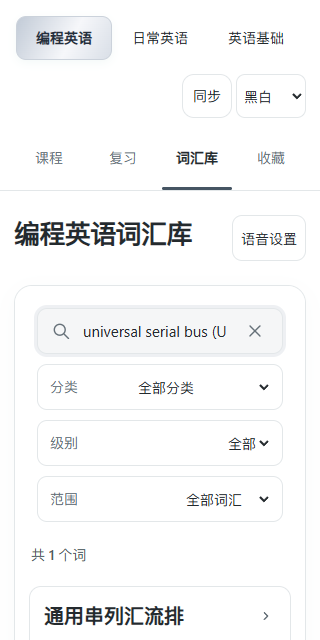 编程英语 日常英语 英语基础
同步 黑白
课程 复习 词汇库 收藏
编程英语词汇库 语音设置
universal serial bus (U
分类 全部分类
级别 全部
范围 全部词汇
共 1 个词
通用串列汇流排